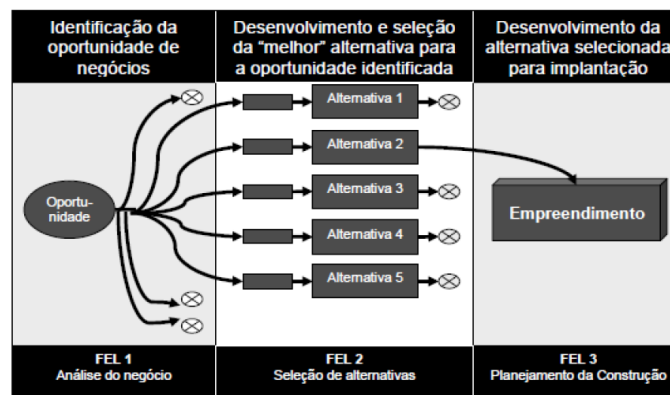 Identificação da
oportunidade de
negócios
Desenvolvimento e seleção
da “melhor” alternativa para
a oportunidade identificada
Desenvolvimento da
alternativa selecionada
para implantação
Oportu-
nidade
Alternativa 1
Alternativa 2
Alternativa 3
Alternativa 4
Alternativa 5
Empreendimento
FEL 1
Análise do negócio
FEL 2
Seleção de alternativas
FEL 3
Planejamento da Construção